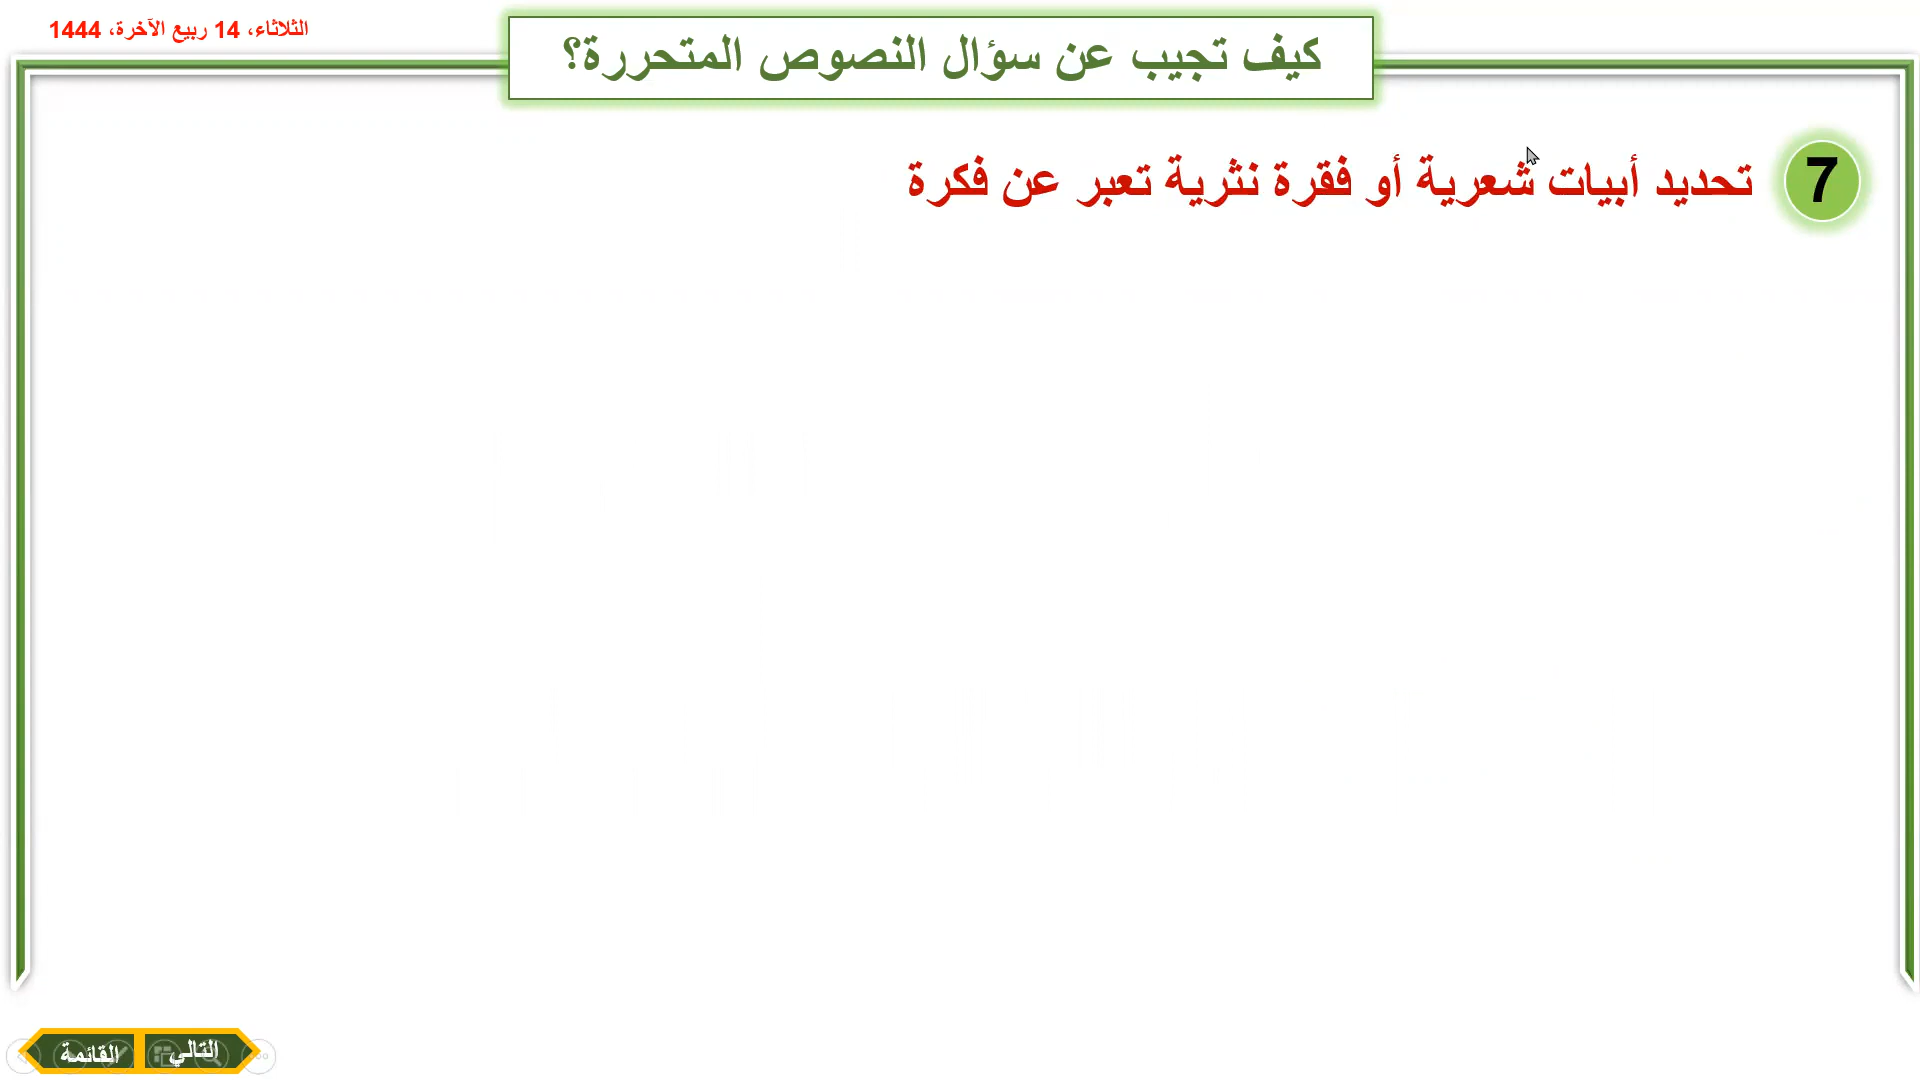 الثلاثاء، 14 ربيع الآخرة، 1444
كيف تجيب عن سؤال النصوص المتحررة؟
7 تحديد أبيات شعرية أو فقرة نثرية تعبر عن فكرة
التالي
القائمة